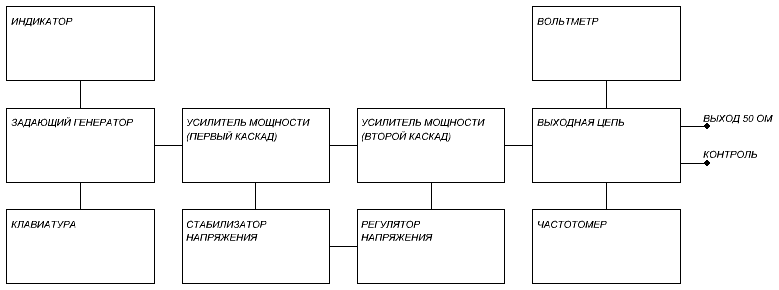 ИНДИКАТОР
ВОЛЬТМЕТР
ЗАДАЮЩИЙ ГЕНЕРАТОР
УСИЛИТЕЛЬ МОЩНОСТИ
(ПЕРВЫЙ КАСКАД)
УСИЛИТЕЛЬ МОЩНОСТИ
(ВТОРОЙ КАСКАД)
ВЫХОДНАЯ ЦЕПЬ
ВЫХОД 50 ОМ
КОНТРОЛЬ
КЛАВИАТУРА
СТАБИЛИЗАТОР
НАПРЯЖЕНИЯ
РЕГУЛЯТОР
НАПРЯЖЕНИЯ
ЧАСТОТОМЕР